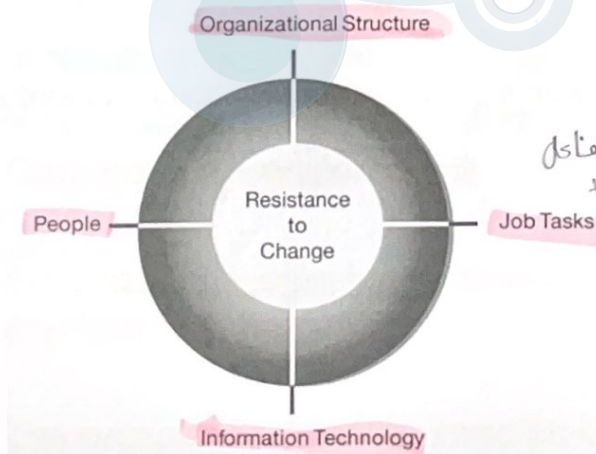 Organizational Structure
Resistance
to
Change
People
Job Tasks
Information Technology